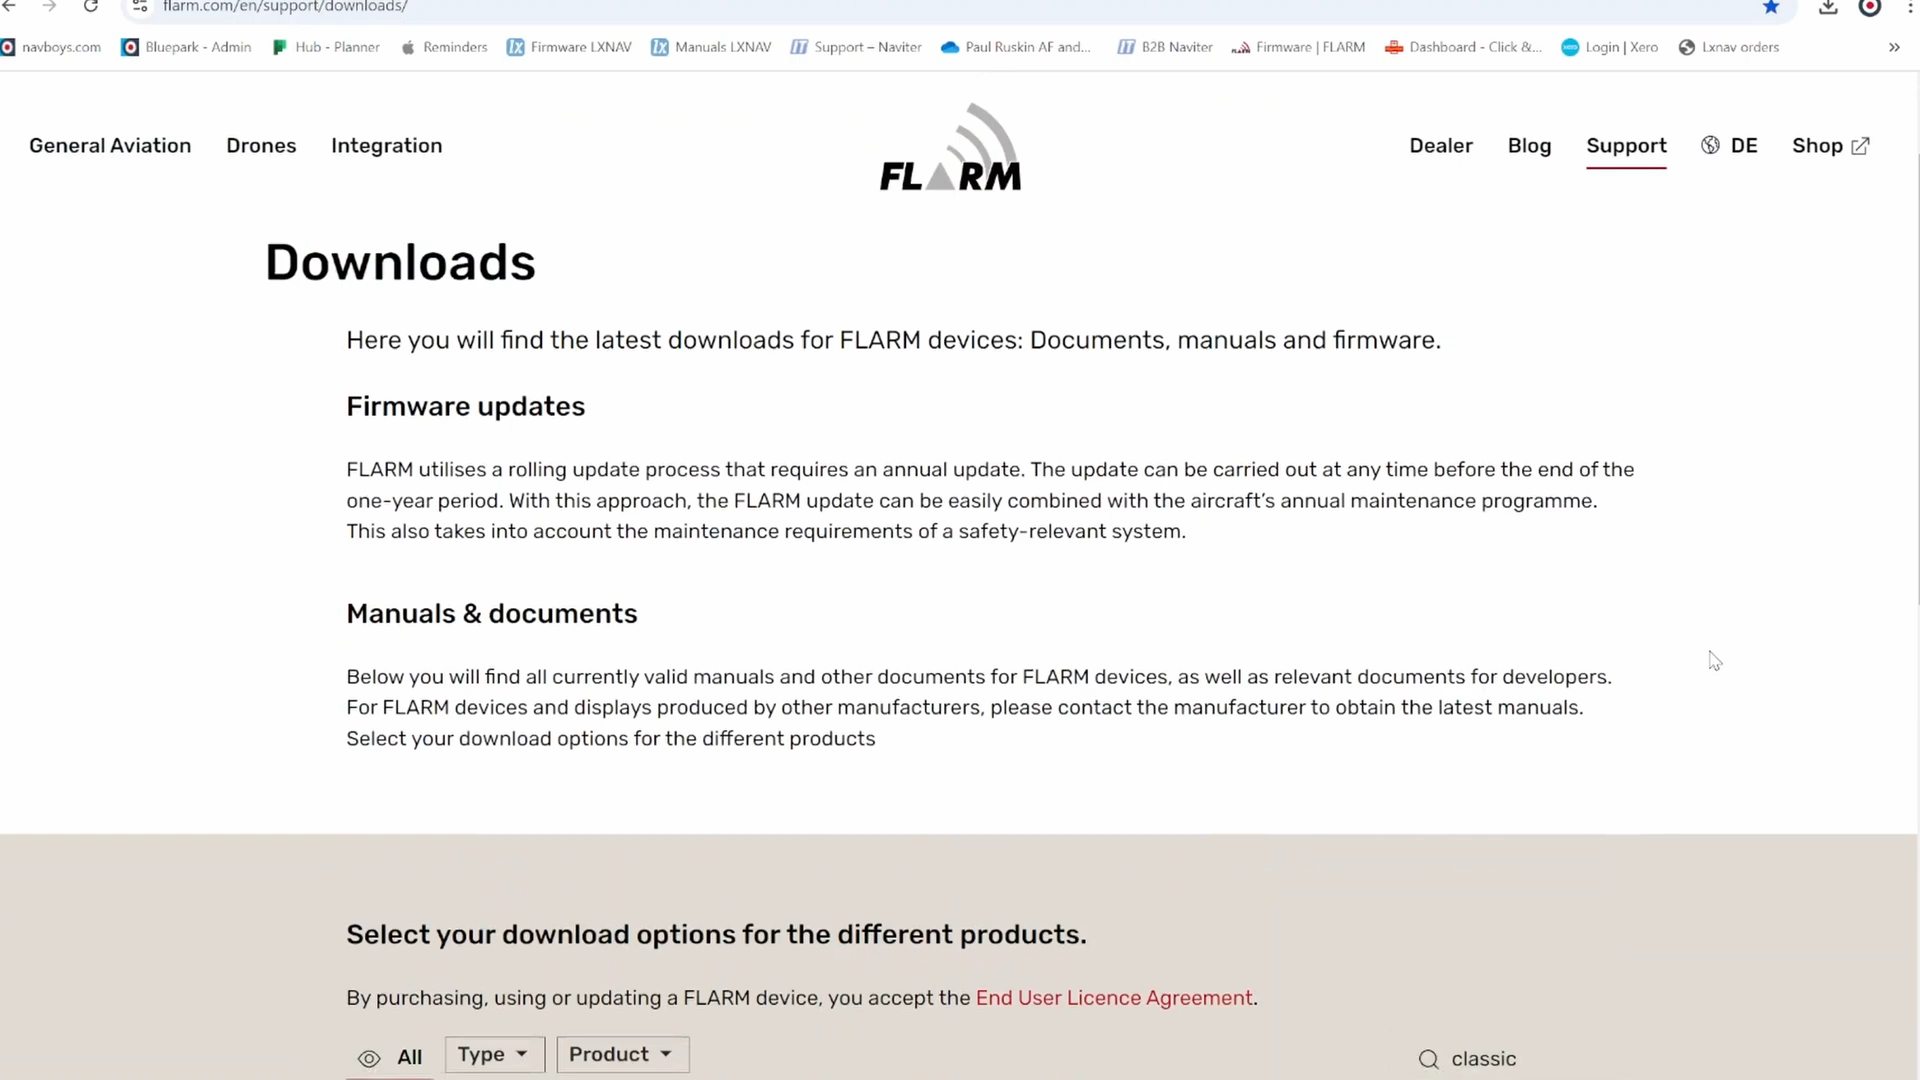 flarm.com/en/support/downloads/
navboys.com Bluepark - Admin Hub - Planner Reminders Firmware LXNAV Manuals LXNAV Support – Naviter Paul Ruskin AF and... B2B Naviter Firmware | FLARM Dashboard - Click &... Login | Xero Lxnav orders
General Aviation Drones Integration FLARM Dealer Blog Support DE Shop
Downloads
Here you will find the latest downloads for FLARM devices: Documents, manuals and firmware.
Firmware updates
FLARM utilises a rolling update process that requires an annual update. The update can be carried out at any time before the end of the
one-year period. With this approach, the FLARM update can be easily combined with the aircraft’s annual maintenance programme.
This also takes into account the maintenance requirements of a safety-relevant system.
Manuals & documents
Below you will find all currently valid manuals and other documents for FLARM devices, as well as relevant documents for developers.
For FLARM devices and displays produced by other manufacturers, please contact the manufacturer to obtain the latest manuals.
Select your download options for the different products
Select your download options for the different products.
By purchasing, using or updating a FLARM device, you accept the End User Licence Agreement.
All Type Product classic